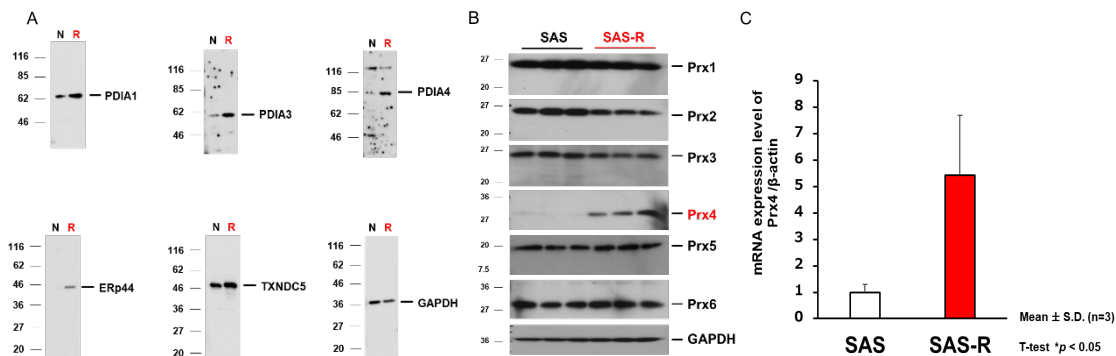 A
N R
116
85
62
46
PDIA1
N R
116
85
62
46
PDIA3
N R
116
85
62
46
PDIA4
N R
116
62
46
36
20
ERp44
N R
116
62
46
36
20
TXNDC5
N R
116
62
46
36
20
GAPDH
B
SAS SAS-R
27
20
Prx1
27
20
Prx2
27
20
Prx3
36
27
Prx4
20
7.5
Prx5
36
20
Prx6
36
GAPDH
C
mRNA expression level of
Prx4 /β-actin
9
8
7
6
5
4
3
2
1
0
SAS SAS-R
Mean ± S.D. (n=3)
T-test *p < 0.05